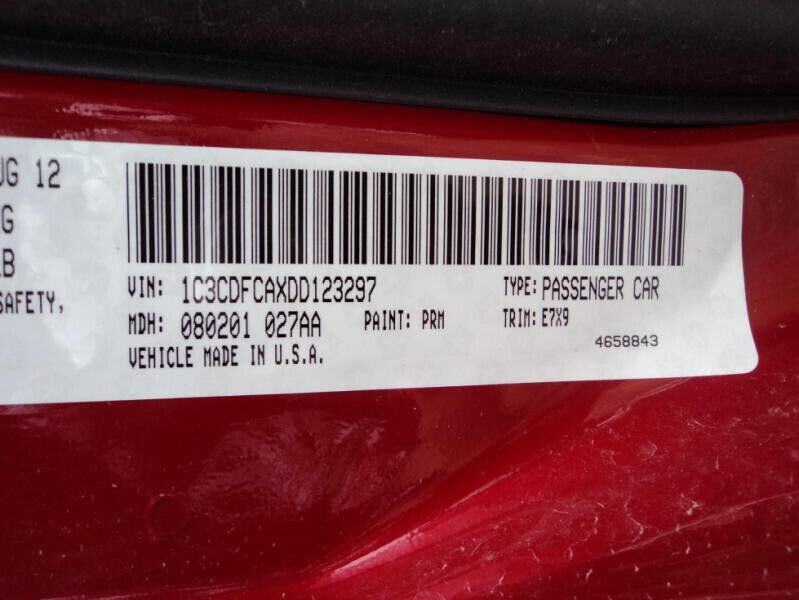 UG 12
G
LB
SAFETY,
VIN: 1C3CDFCAXDD123297 TYPE: PASSENGER CAR
MDH: 080201 027AA PAINT: PRM TRIM: E7X9
VEHICLE MADE IN U.S.A. 4658843